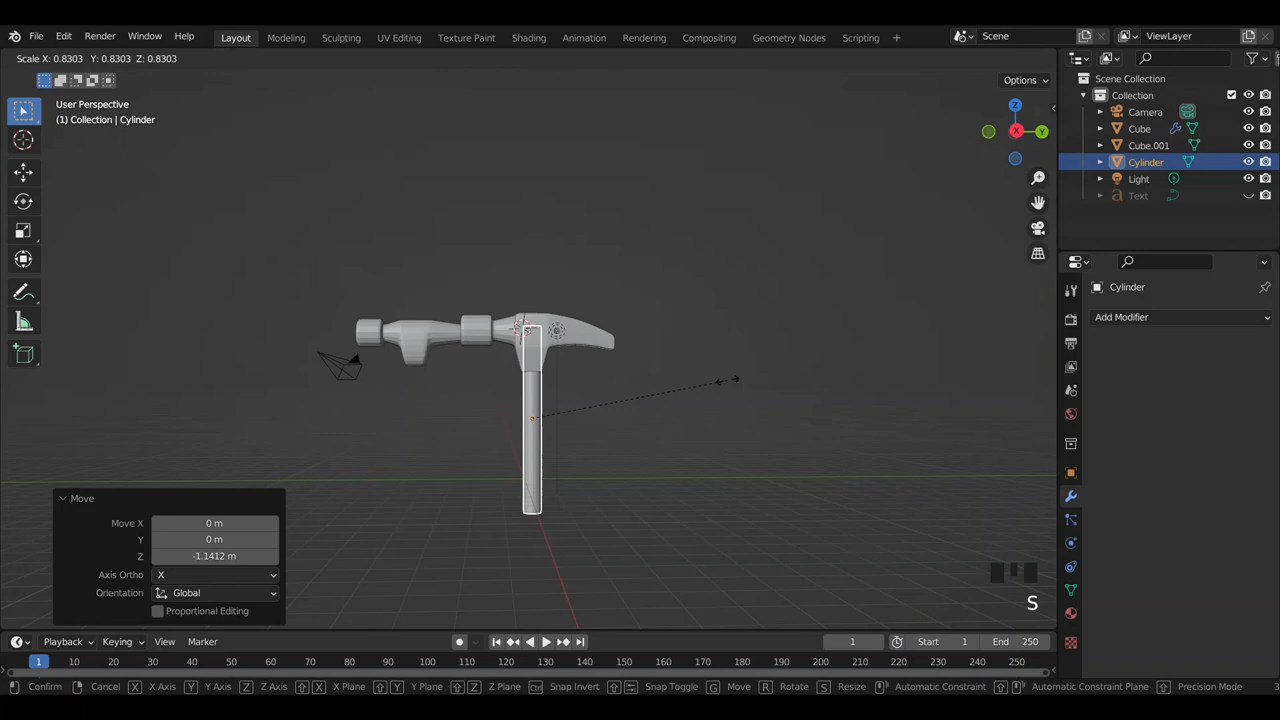 File Edit Render Window Help Layout Modeling Sculpting UV Editing Texture Paint Shading Animation Rendering Compositing Geometry Nodes Scripting + Scene ViewLayer
Scale X: 0.8303 Y: 0.8303 Z: 0.8303
Options
User Perspective
(1) Collection | Cylinder
Z
X
Y
Scene Collection
Collection
Camera
Cube
Cube.001
Cylinder
Light
Text
Cylinder
Add Modifier
Move
Move X 0 m
Y 0 m
Z -1.1412 m
Axis Ortho X
Orientation Global
Proportional Editing
S
Playback Keying View Marker 1 Start 1 End 250
1 10 20 30 40 50 60 70 80 90 100 110 120 130 140 150 160 170 180 190 200 210 220 230 240 250
Confirm Cancel X X Axis Y Y Axis Z Z Axis X X Plane Y Y Plane Z Z Plane Ctrl Snap Invert Snap Toggle G Move R Rotate S Resize Automatic Constraint Automatic Constraint Plane Precision Mode